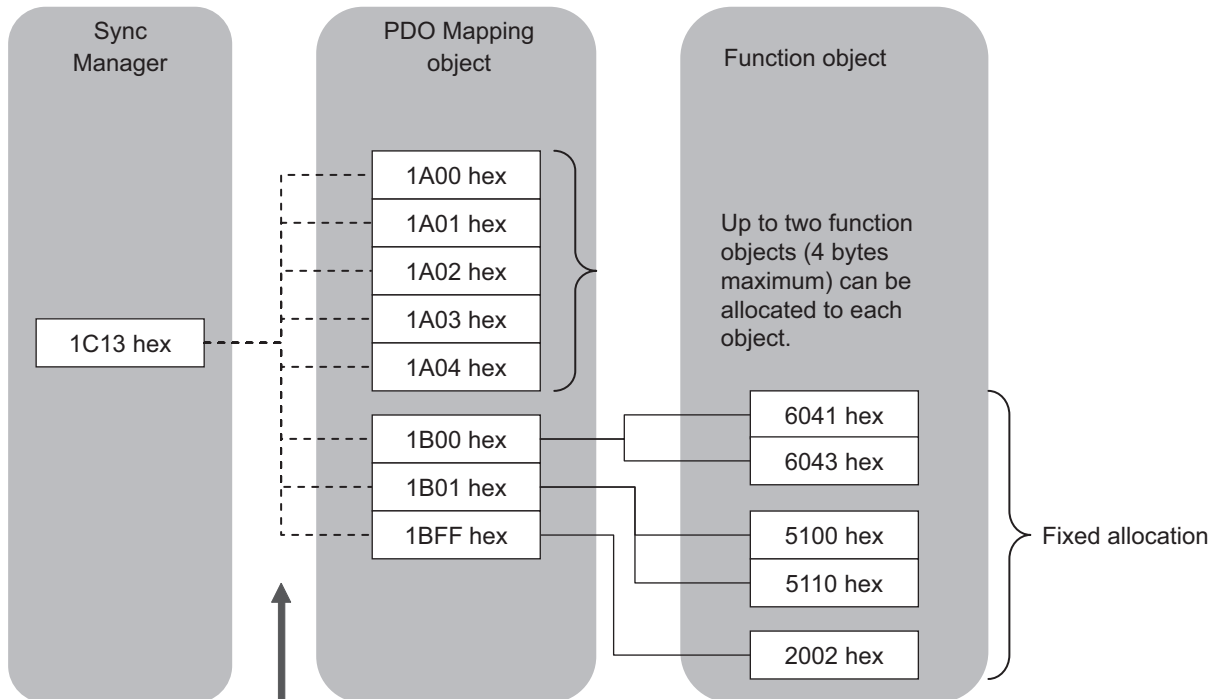 Sync
Manager
PDO Mapping
object
Function object
1A00 hex
1A01 hex
1A02 hex
1A03 hex
1A04 hex
Up to two function
objects (4 bytes
maximum) can be
allocated to each
object.
1C13 hex
1B00 hex
1B01 hex
1BFF hex
6041 hex
6043 hex
5100 hex
5110 hex
2002 hex
Fixed allocation